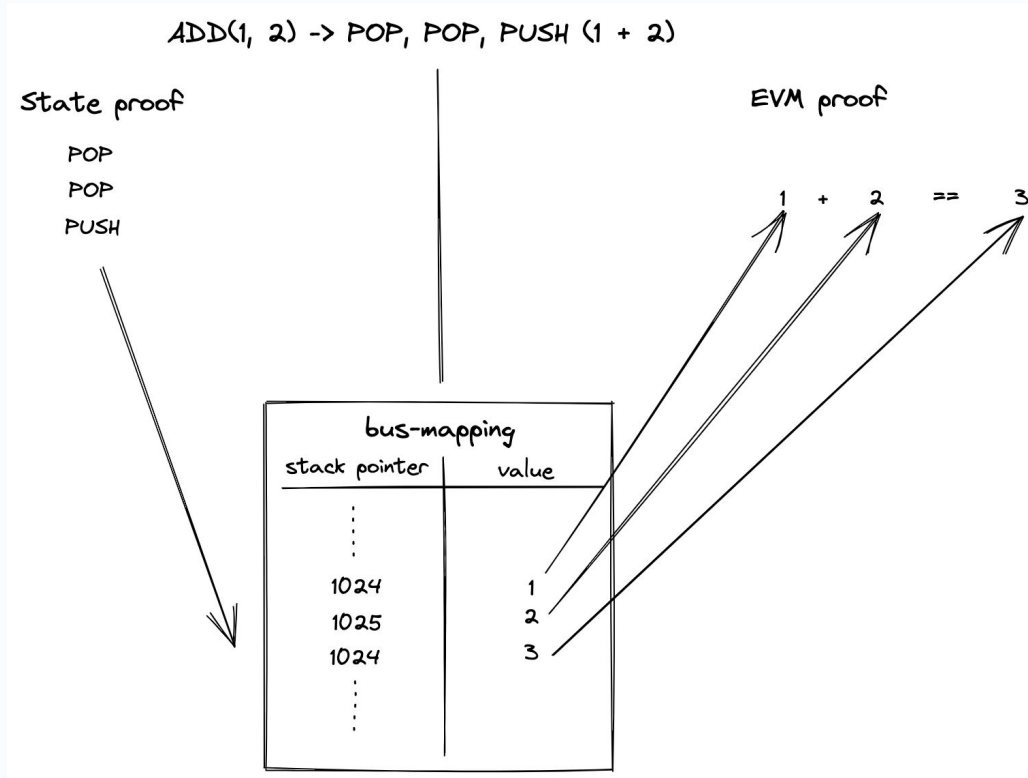 ADD(1, 2) -> POP, POP, PUSH (1 + 2)
State proof
POP
POP
PUSH
EVM proof
1 + 2 == 3
bus-mapping
stack pointer value
1024 1
1025 2
1024 3